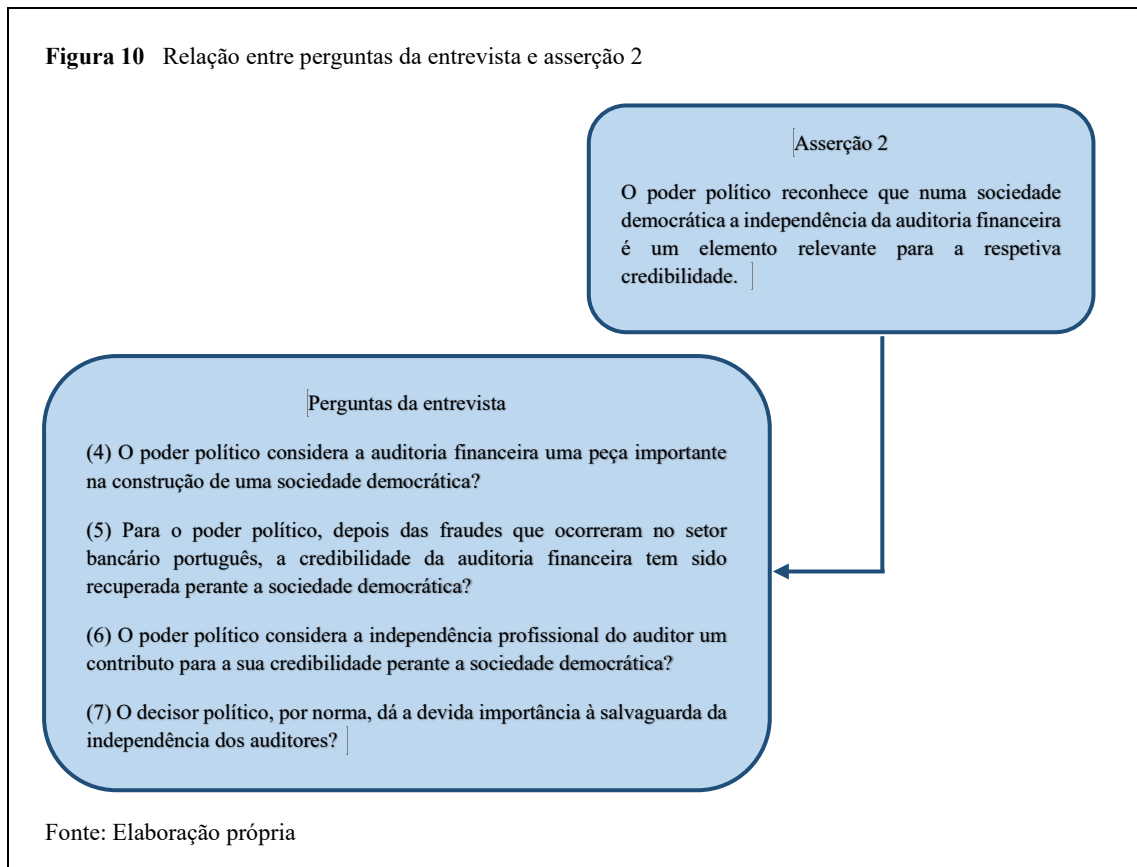 Figura 10 Relação entre perguntas da entrevista e asserção 2
Asserção 2
O poder político reconhece que numa sociedade
democrática a independência da auditoria financeira
é um elemento relevante para a respetiva
credibilidade.
Perguntas da entrevista
(4) O poder político considera a auditoria financeira uma peça importante
na construção de uma sociedade democrática?
(5) Para o poder político, depois das fraudes que ocorreram no setor
bancário português, a credibilidade da auditoria financeira tem sido
recuperada perante a sociedade democrática?
(6) O poder político considera a independência profissional do auditor um
contributo para a sua credibilidade perante a sociedade democrática?
(7) O decisor político, por norma, dá a devida importância à salvaguarda da
independência dos auditores?
Fonte: Elaboração própria